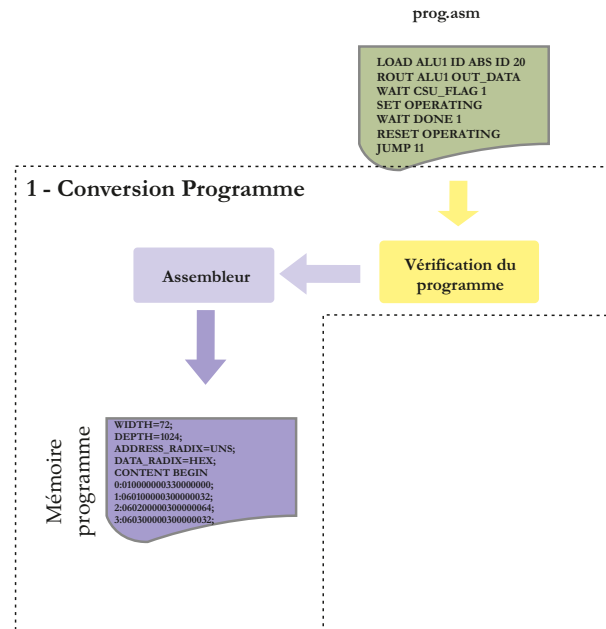 prog.asm
LOAD ALU1 ID ABS ID 20
ROUT ALU1 OUT_DATA
WAIT CSU_FLAG 1
SET OPERATING
WAIT DONE 1
RESET OPERATING
JUMP 11
1 - Conversion Programme
Assembleur
Vérification du
programme
Mémoire
programme
WIDTH=72;
DEPTH=1024;
ADDRESS_RADIX=UNS;
DATA_RADIX=HEX;
CONTENT BEGIN
0:010000000330000000;
1:060100000300000032;
2:060200000300000064;
3:060300000300000032;